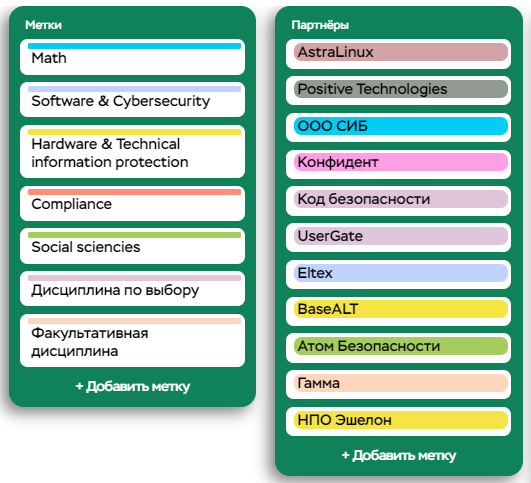 Метки
Math
Software & Cybersecurity
Hardware & Technical
information protection
Compliance
Social sciencies
Дисциплина по выбору
Факультативная
дисциплина
+ Добавить метку
Партнёры
AstraLinux
Positive Technologies
ООО СИБ
Конфидент
Код безопасности
UserGate
Eltex
BaseALT
Атом Безопасности
Гамма
НПО Эшелон
+ Добавить метку